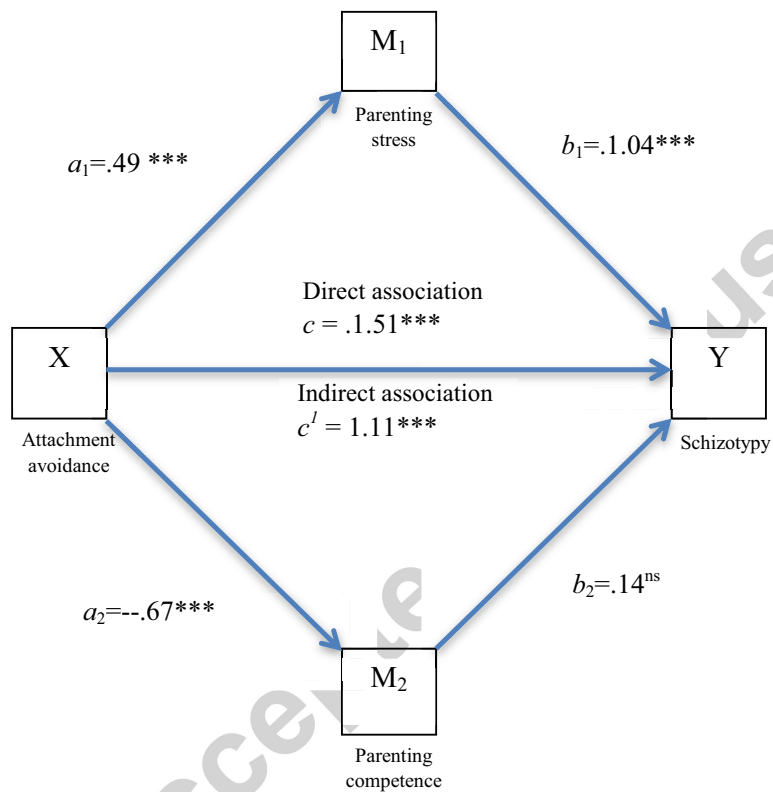 M₁
Parenting
stress
a₁=.49 ***
b₁=.1.04***
Direct association
c = .1.51***
X
Y
Indirect association
c¹ = 1.11***
Attachment
avoidance
Schizotypy
a₂=--.67***
b₂=.14ⁿˢ
M₂
Parenting
competence